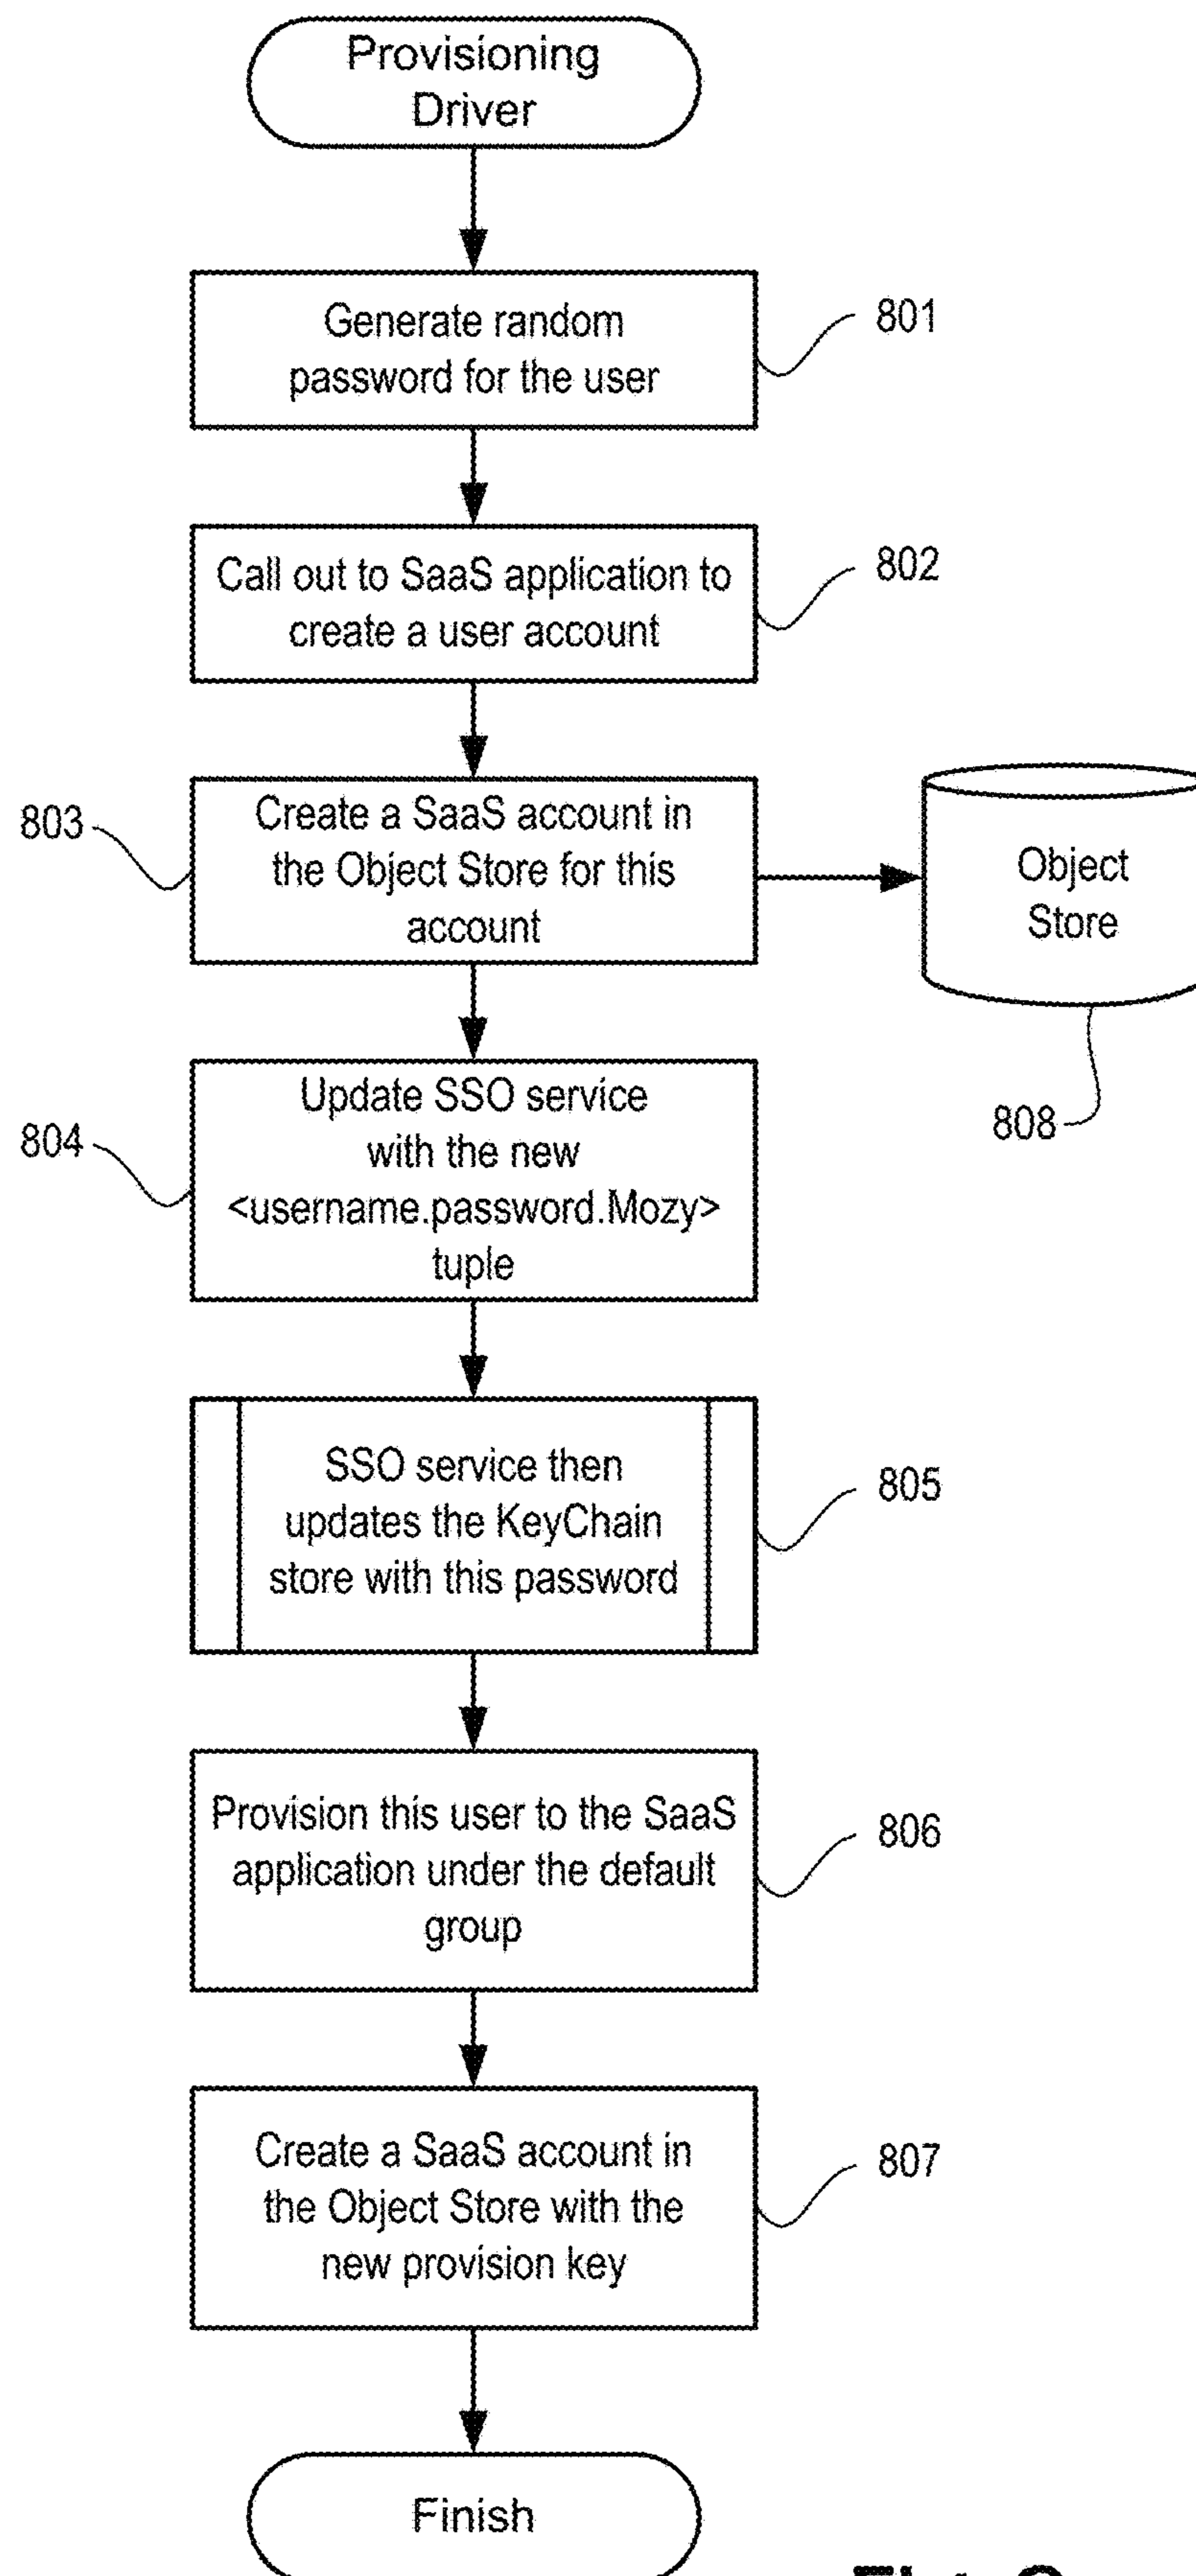 Provisioning
Driver
Generate random
password for the user
801
Call out to SaaS application to
create a user account
802
803
Create a SaaS account in
the Object Store for this
account
Object
Store
808
804
Update SSO service
with the new
<username.password.Mozy>
tuple
SSO service then
updates the KeyChain
store with this password
805
Provision this user to the SaaS
application under the default
group
806
Create a SaaS account in
the Object Store with the
new provision key
807
Finish